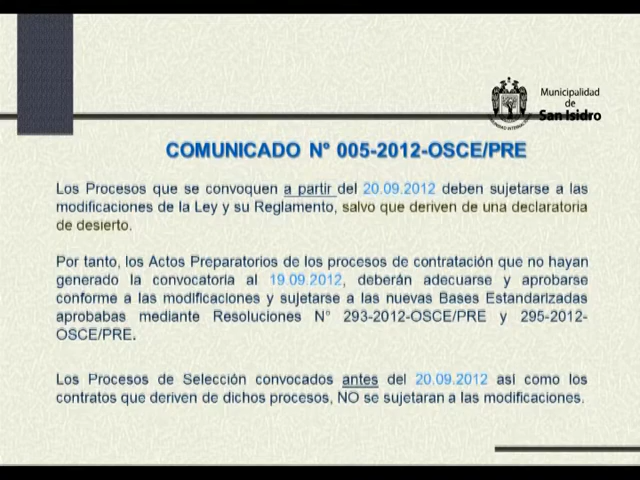 Municipalidad
de
San Isidro
COMUNICADO N° 005-2012-OSCE/PRE
Los Procesos que se convoquen a partir del 20.09.2012 deben sujetarse a las
modificaciones de la Ley y su Reglamento, salvo que deriven de una declaratoria
de desierto.
Por tanto, los Actos Preparatorios de los procesos de contratación que no hayan
generado la convocatoria al 19.09.2012, deberán adecuarse y aprobarse
conforme a las modificaciones y sujetarse a las nuevas Bases Estandarizadas
aprobabas mediante Resoluciones N° 293-2012-OSCE/PRE y 295-2012-
OSCE/PRE.
Los Procesos de Selección convocados antes del 20.09.2012 así como los
contratos que deriven de dichos procesos, NO se sujetaran a las modificaciones.